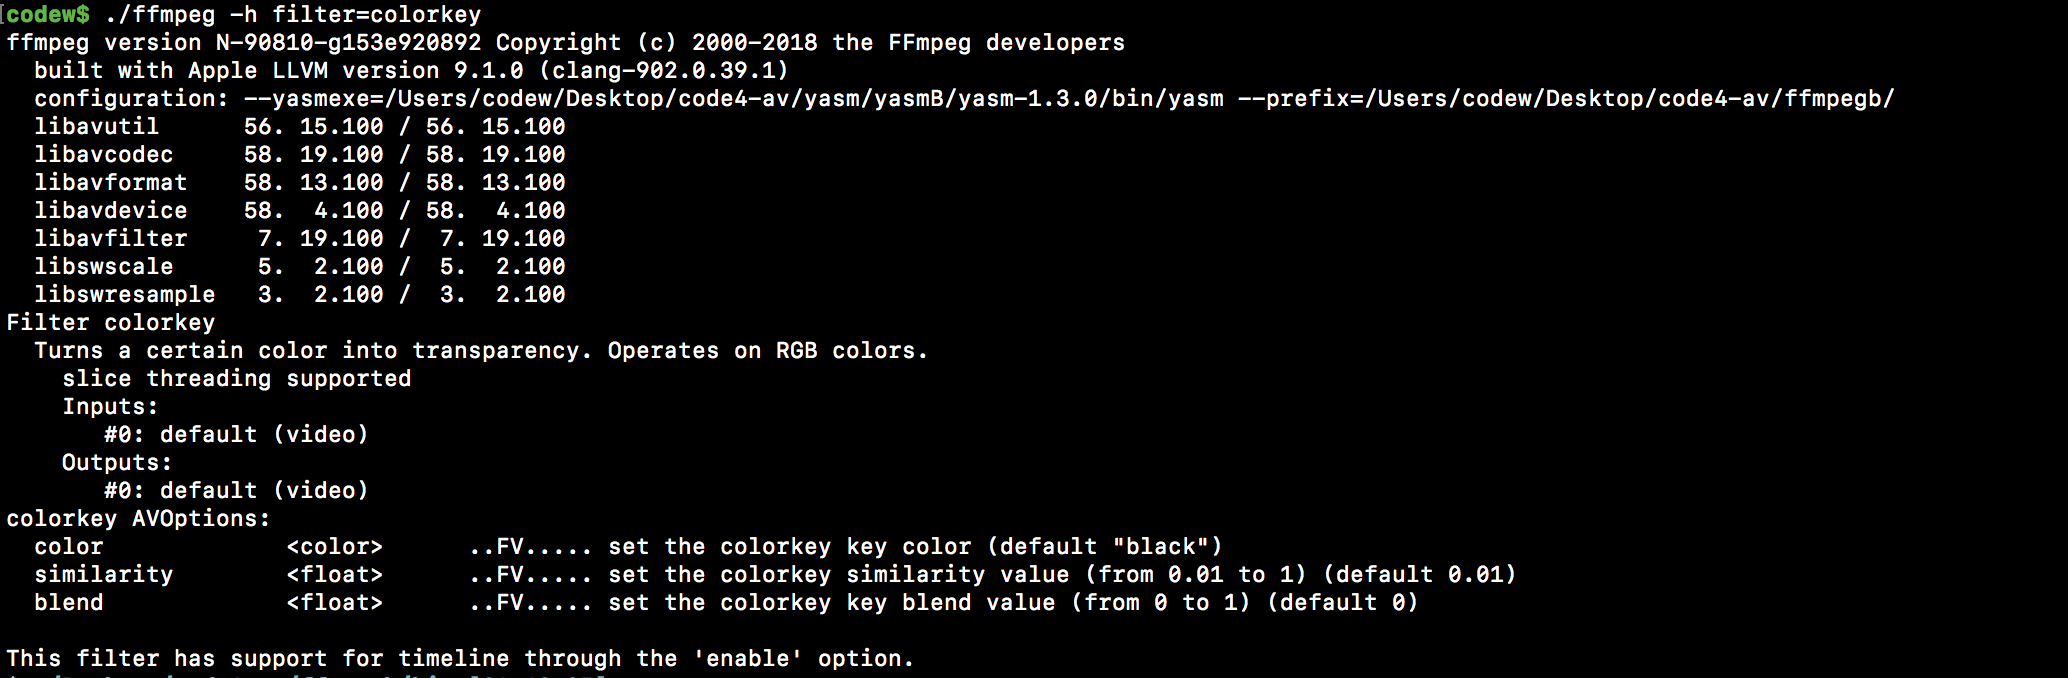 codew$ ./ffmpeg -h filter=colorkey
ffmpeg version N-90810-g153e920892 Copyright (c) 2000-2018 the FFmpeg developers
  built with Apple LLVM version 9.1.0 (clang-902.0.39.1)
  configuration: --yasmexe=/Users/codew/Desktop/code4-av/yasm/yasmB/yasm-1.3.0/bin/yasm --prefix=/Users/codew/Desktop/code4-av/ffmpegb/
  libavutil      56. 15.100 / 56. 15.100
  libavcodec     58. 19.100 / 58. 19.100
  libavformat    58. 13.100 / 58. 13.100
  libavdevice    58.  4.100 / 58.  4.100
  libavfilter     7. 19.100 /  7. 19.100
  libswscale      5.  2.100 /  5.  2.100
  libswresample   3.  2.100 /  3.  2.100
Filter colorkey
  Turns a certain color into transparency. Operates on RGB colors.
    slice threading supported
    Inputs:
       #0: default (video)
    Outputs:
       #0: default (video)
colorkey AVOptions:
  color             <color>      ..FV..... set the colorkey key color (default "black")
  similarity        <float>      ..FV..... set the colorkey similarity value (from 0.01 to 1) (default 0.01)
  blend             <float>      ..FV..... set the colorkey key blend value (from 0 to 1) (default 0)
This filter has support for timeline through the 'enable' option.